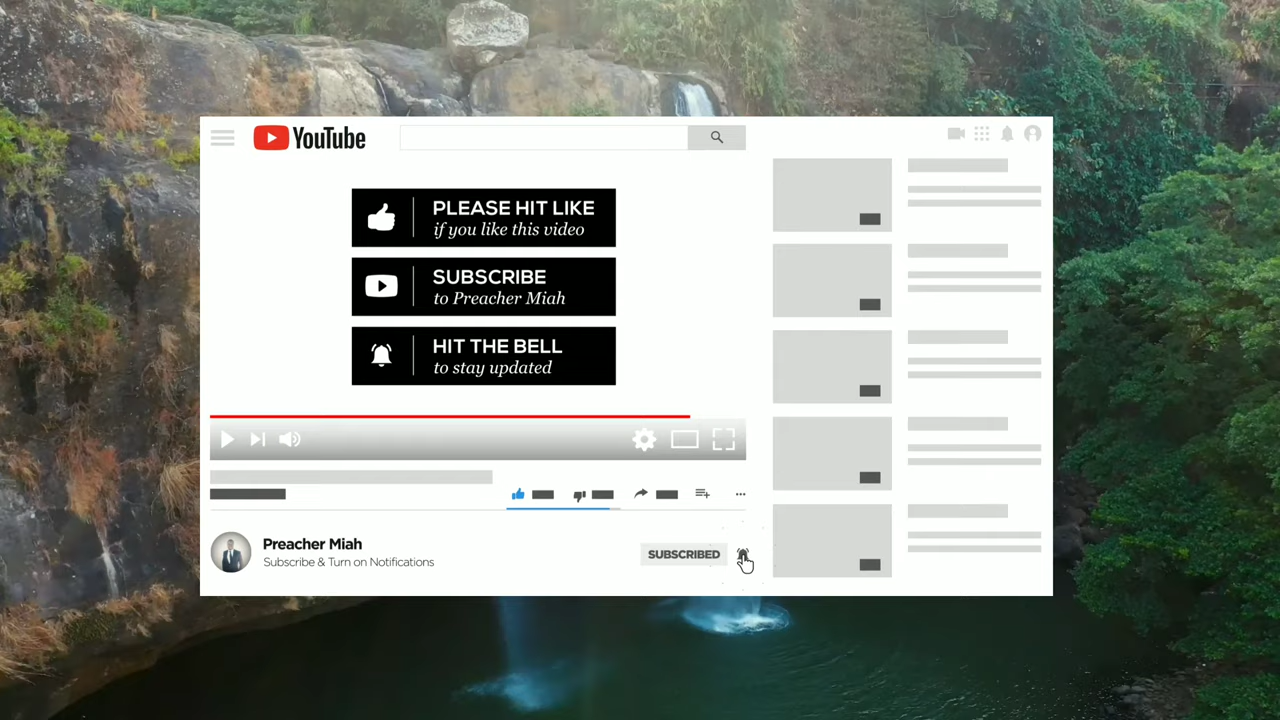 YouTube
PLEASE HIT LIKE
if you like this video
SUBSCRIBE
to Preacher Miah
HIT THE BELL
to stay updated
Preacher Miah
Subscribe & Turn on Notifications
SUBSCRIBED